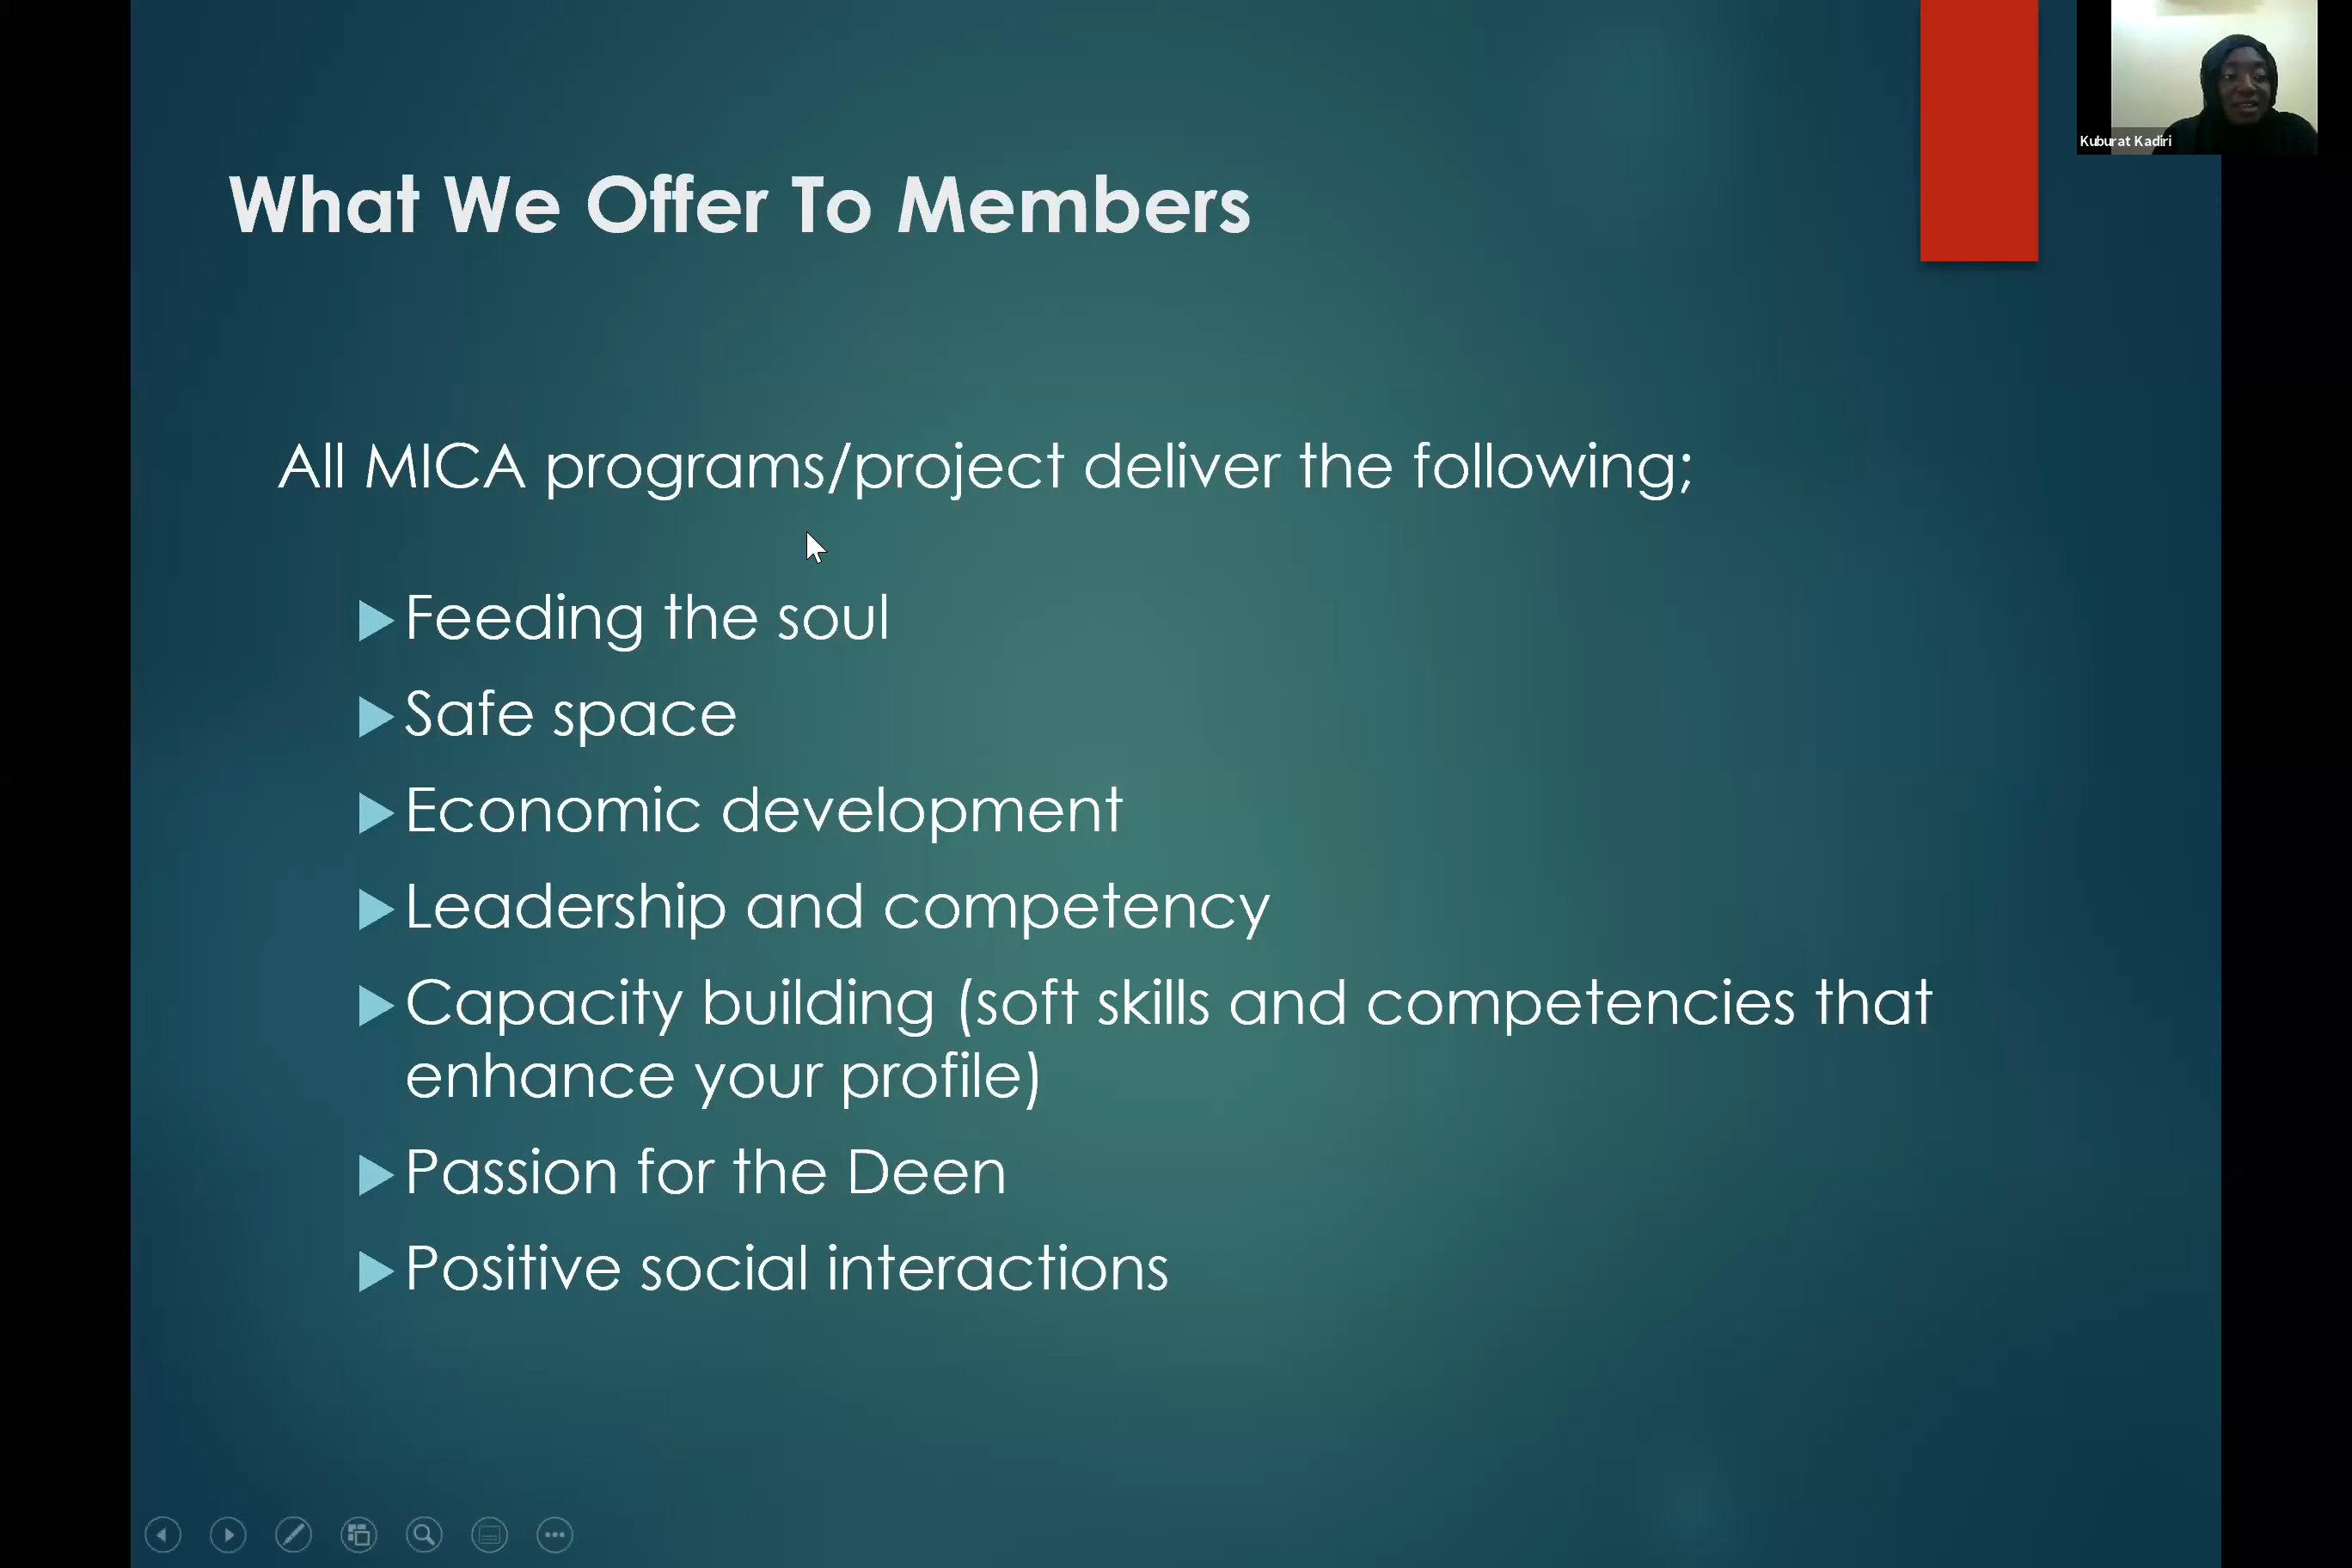 Kuburat Kadiri
What We Offer To Members
All MICA programs/project deliver the following;
Feeding the soul
Safe space
Economic development
Leadership and competency
Capacity building (soft skills and competencies that
enhance your profile)
Passion for the Deen
Positive social interactions